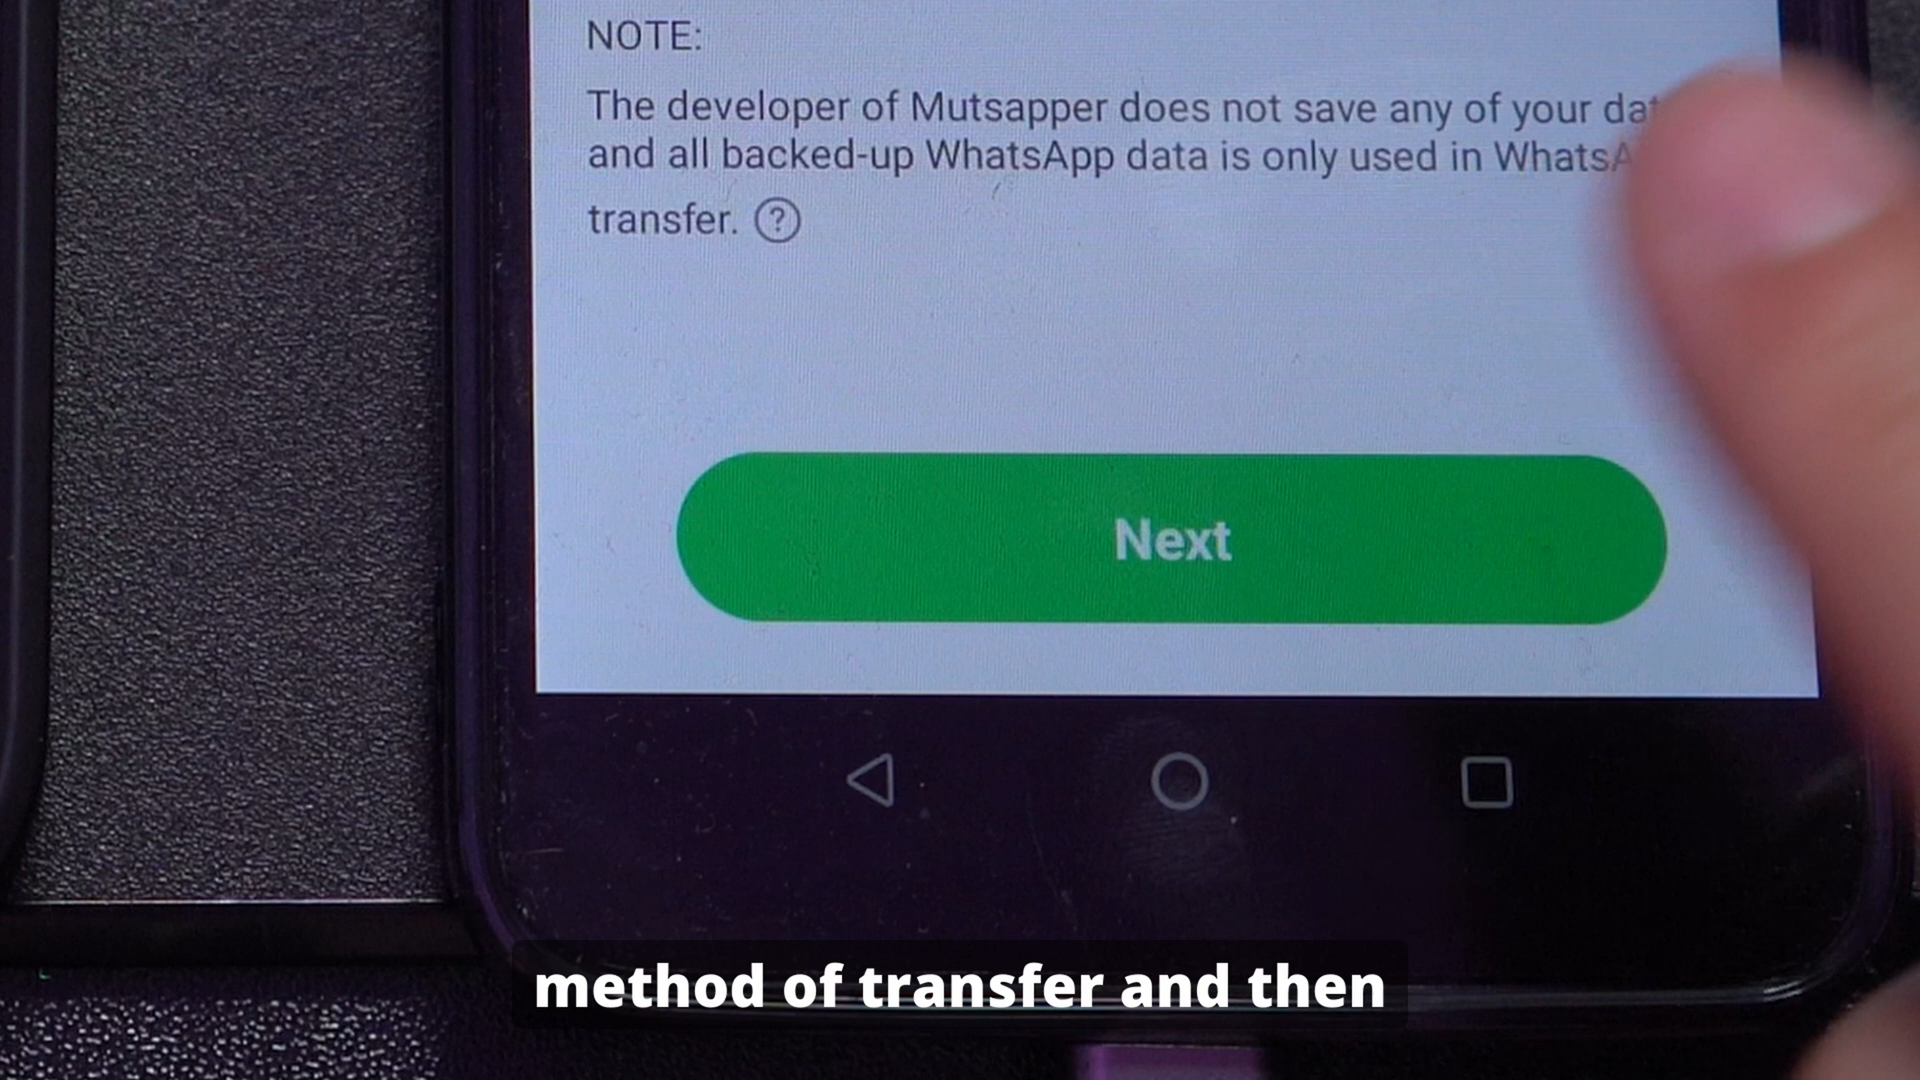 NOTE:
The developer of Mutsapper does not save any of your
and all backed-up WhatsApp data is only used in
transfer. ?
Next
method of transfer and then